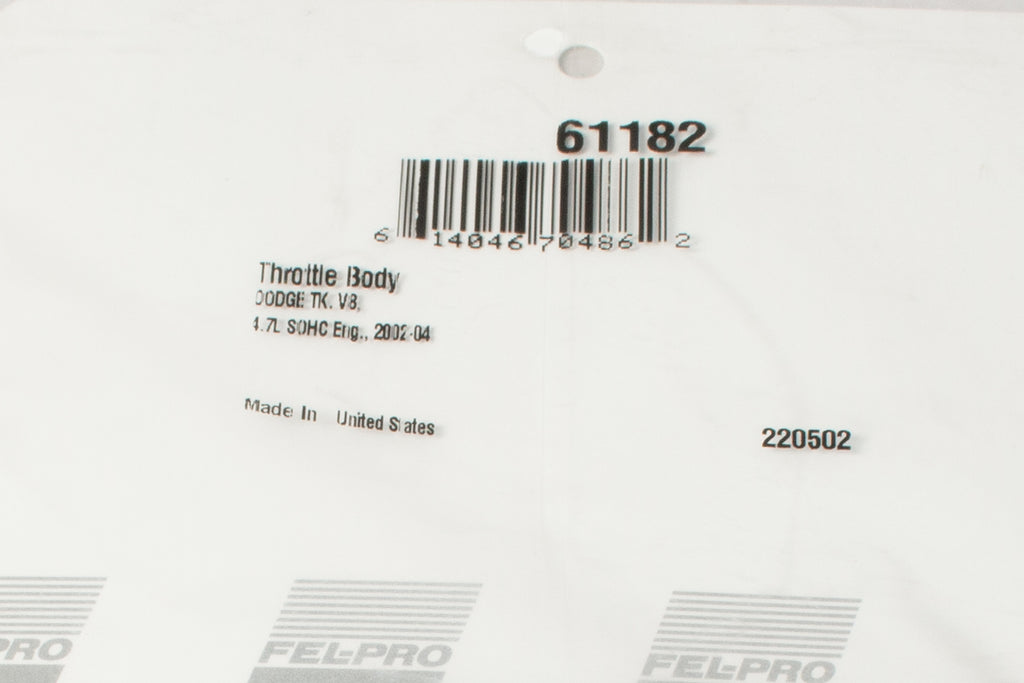 61182
6 14046 70486 2
Throttle Body
DODGE TK. V8,
4.7L SOHC Eng., 2002-04
Made In United States
220502
PRO FEL-PRO FEL-PRO